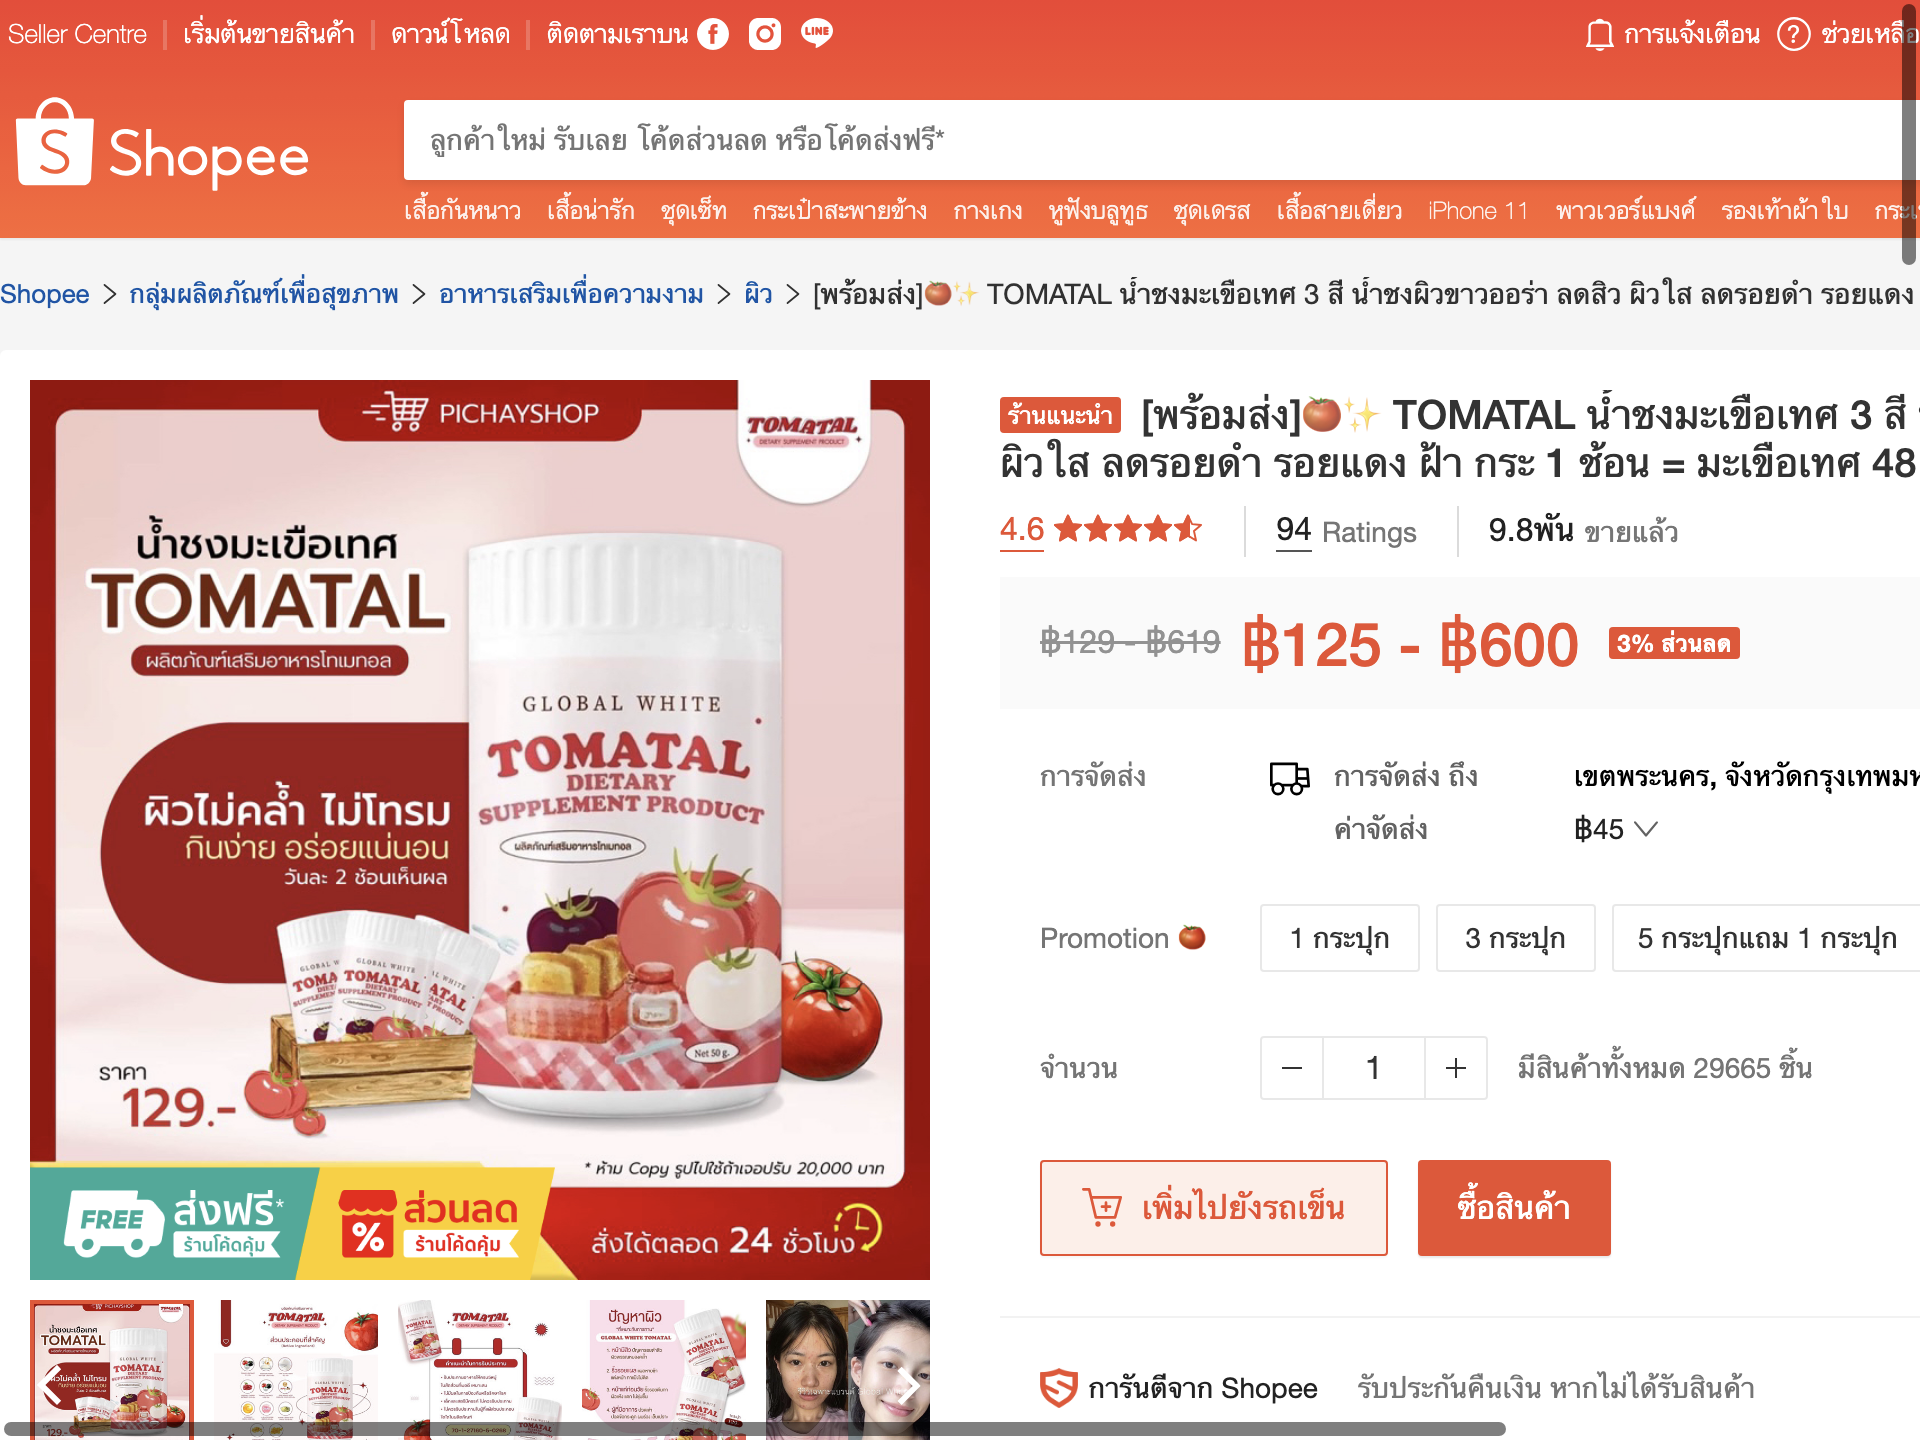 Seller Centre
เริ่มต้นขายสินค้า
ดาวน์โหลด
ติดตามเราบน
LINE
การแจ้งเตือน
Shopee
ลูกค้าใหม่ รับเลย โค้ดส่วนลด หรือโค้ดส่งฟรี*
เสื้อกันหนาว เสื้อน่ารัก ชุดเซ็ท กระเป๋าสะพายข้าง กางเกง หูฟังบลูทูธ ชุดเดรส เสื้อสายเดี่ยว iPhone 11 พาวเวอร์แบงค์ รองเท้าผ้าใบ
Shopee > กลุ่มผลิตภัณฑ์เพื่อสุขภาพ > อาหารเสริมเพื่อความงาม > ผิว > [พร้อมส่ง]🍅✨ TOMATAL น้ำชงมะเขือเทศ 3 สี น้ำชงผิวขาวออร่า ลดสิว ผิวใส ลดรอยดำ รอยแดง
PICHAYSHOP
TOMATAL
DIETARY SUPPLEMENT PRODUCT
น้ำชงมะเขือเทศ
TOMATAL
ผลิตภัณฑ์เสริมอาหารโทเมทอล
ผิวไม่คล้ำ ไม่โทรม
กินง่าย อร่อยแน่นอน
วันละ 2 ช้อนเห็นผล
GLOBAL WHITE
TOMATAL
DIETARY
SUPPLEMENT PRODUCT
ผลิตภัณฑ์เสริมอาหารโทเมทอล
Net 50 g.
ราคา
129.-
* ห้าม Copy รูปไปใช้ถ้าเจอปรับ 20,000 บาท
FREE
ส่งฟรี*
ร้านโค้ดคุ้ม
%
ส่วนลด
ร้านโค้ดคุ้ม
สั่งได้ตลอด 24 ชั่วโมง
ร้านแนะนำ
[พร้อมส่ง]🍅✨ TOMATAL น้ำชงมะเขือเทศ 3 สี
ผิวใส ลดรอยดำ รอยแดง ฝ้า กระ 1 ช้อน = มะเขือเทศ 48
4.6
94 Ratings
9.8พัน ขายแล้ว
฿129 - ฿619
฿125 - ฿600
3% ส่วนลด
การจัดส่ง
การจัดส่ง ถึง
เขตพระนคร, จังหวัดกรุงเทพมห
ค่าจัดส่ง
฿45
Promotion 🍅
1 กระปุก
3 กระปุก
5 กระปุกแถม 1 กระปุก
จำนวน
1
มีสินค้าทั้งหมด 29665 ชิ้น
เพิ่มไปยังรถเข็น
ซื้อสินค้า
การันตีจาก Shopee
รับประกันคืนเงิน หากไม่ได้รับสินค้า
ปัญหาผิว
GLOBAL WHITE TOMATAL